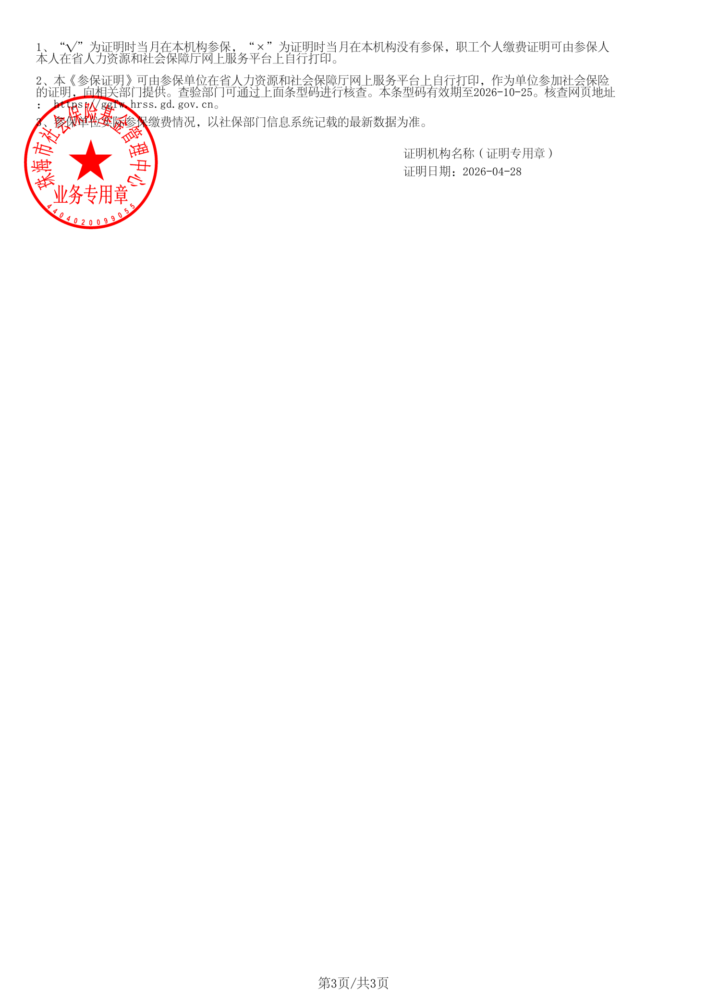 1、“√”为证明时当月在本机构参保，“×”为证明时当月在本机构没有参保，职工个人缴费证明可由参保人
本人在省人力资源和社会保障厅网上服务平台上自行打印。
2、本《参保证明》可由参保单位在省人力资源和社会保障厅网上服务平台上自行打印，作为单位参加社会保险
的证明，向相关部门提供。查验部门可通过上面条型码进行核查。本条型码有效期至2026-10-25。核查网页地址
： https://ggfw.hrss.gd.gov.cn。
3、参保单位实际参保缴费情况，以社保部门信息系统记载的最新数据为准。
证明机构名称（证明专用章）
证明日期：2026-04-28
珠海市社会保险基金管理中心
业务专用章
4404020099055
第3页/共3页